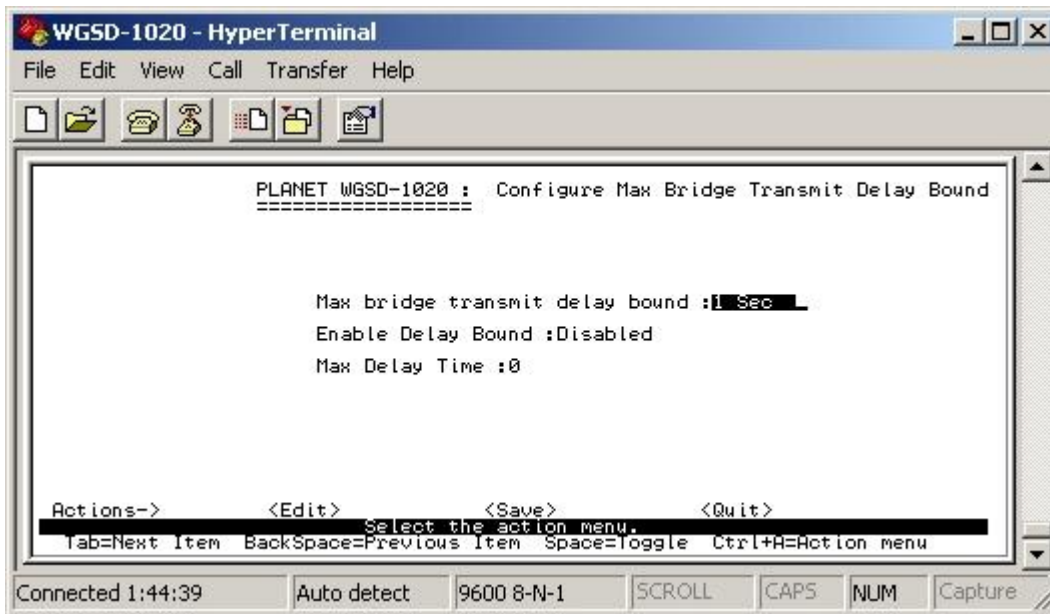 WGSD-1020 - HyperTerminal
File Edit View Call Transfer Help
PLANET WGSD-1020 : Configure Max Bridge Transmit Delay Bound
==================
Max bridge transmit delay bound :1 Sec
Enable Delay Bound :Disabled
Max Delay Time :0
Actions-> <Edit> <Save> <Quit>
Select the action menu.
Tab=Next Item BackSpace=Previous Item Space=Toggle Ctrl+A=Action menu
Connected 1:44:39 Auto detect 9600 8-N-1 SCROLL CAPS NUM Capture